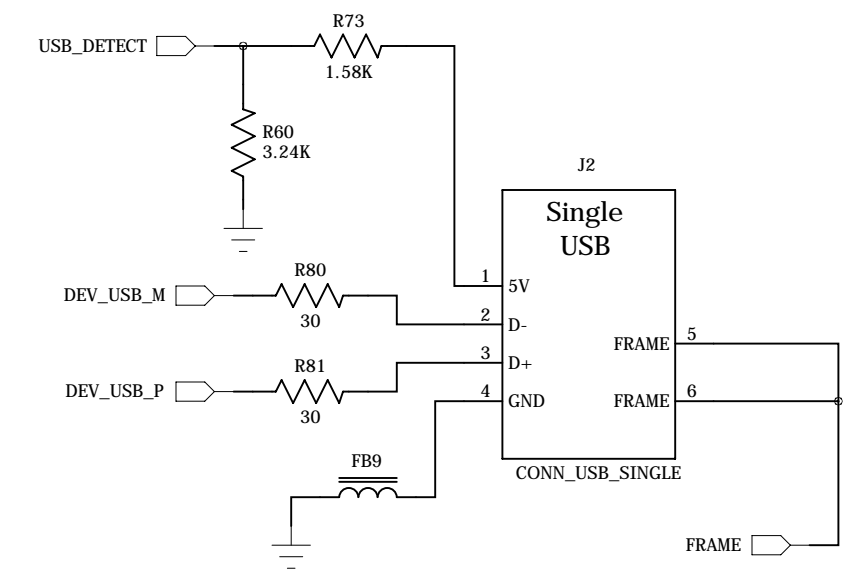 R73
USB_DETECT
1.58K
R60
3.24K
J2
Single
USB
R80
1
5V
DEV_USB_M
30
2
D-
R81
3
D+
FRAME
5
DEV_USB_P
30
4
GND
FRAME
6
FB9
CONN_USB_SINGLE
FRAME